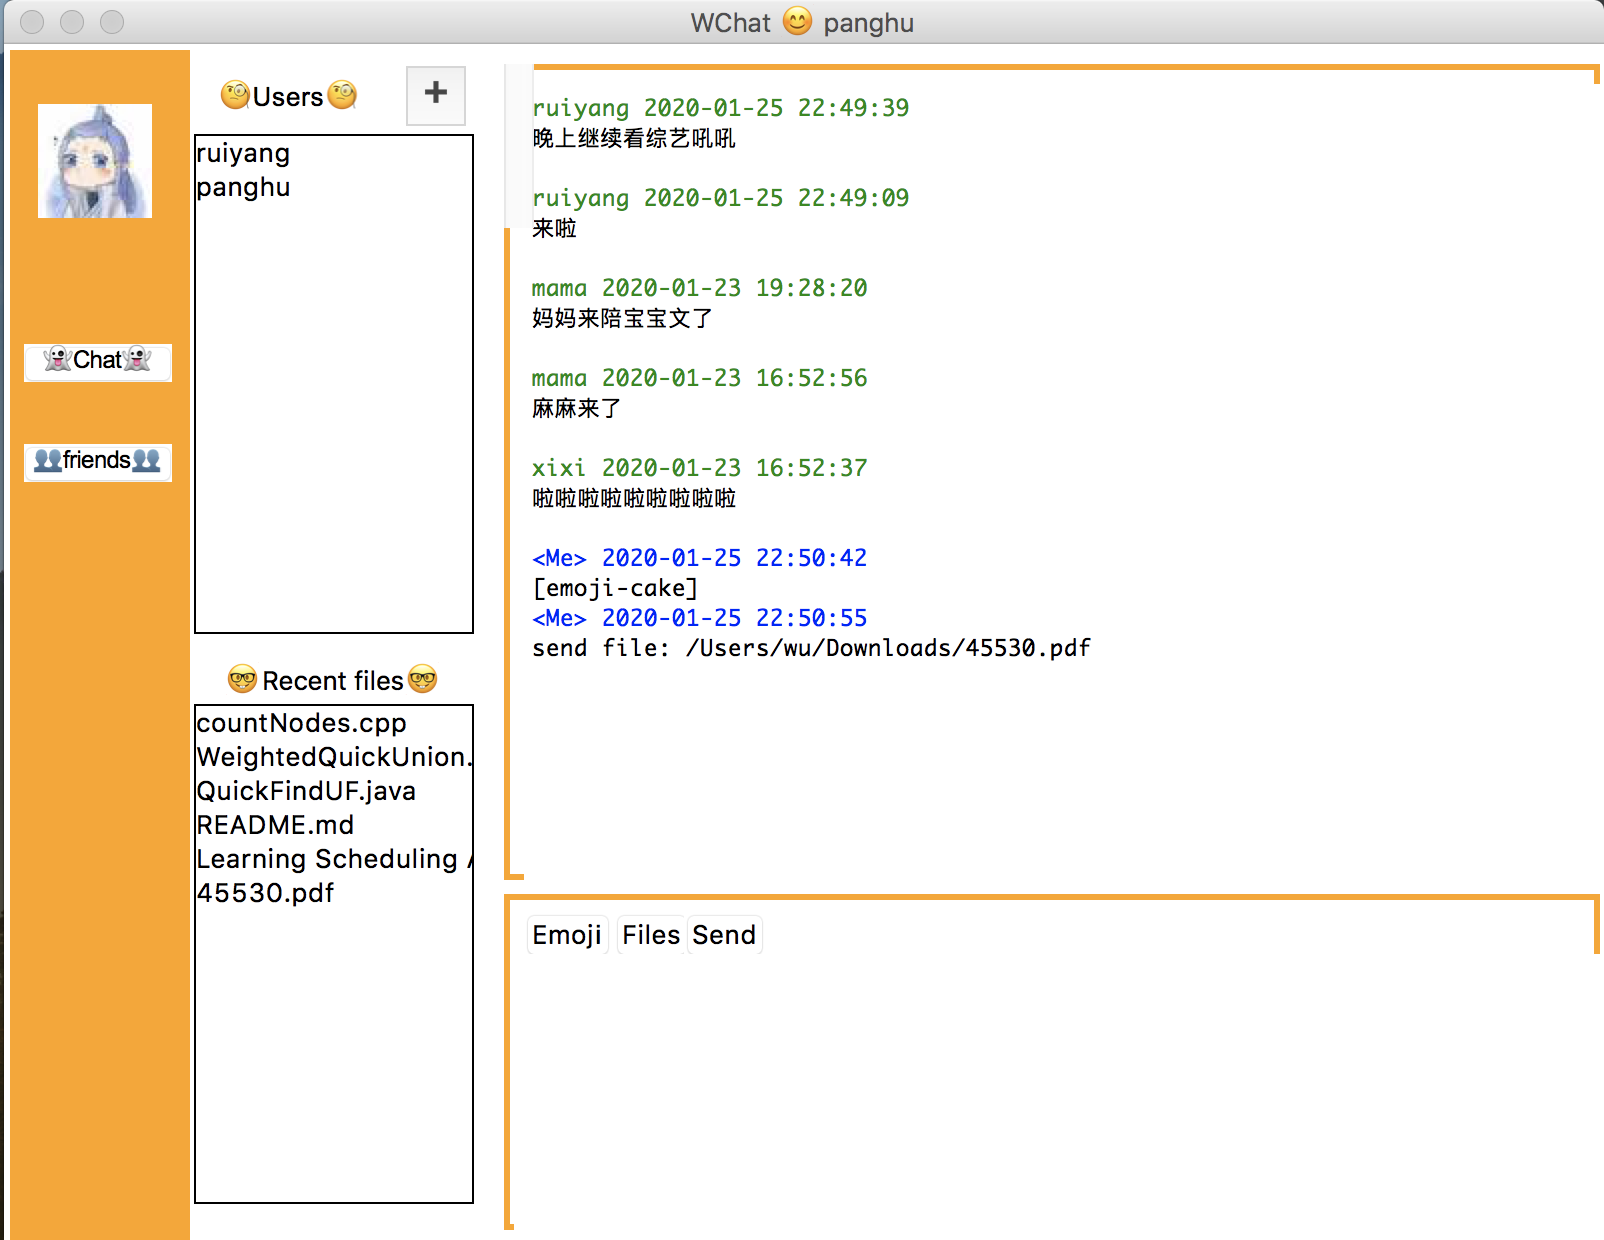 WChat 😊 panghu
🧐Users🧐
+
ruiyang
panghu
👻Chat👻
👥friends👥
🤓Recent files🤓
countNodes.cpp
WeightedQuickUnion.
QuickFindUF.java
README.md
Learning Scheduling
45530.pdf
ruiyang 2020-01-25 22:49:39
晚上继续看综艺吼吼
ruiyang 2020-01-25 22:49:09
来啦
mama 2020-01-23 19:28:20
妈妈来陪宝宝文了
mama 2020-01-23 16:52:56
麻麻来了
xixi 2020-01-23 16:52:37
啦啦啦啦啦啦啦啦啦
<Me> 2020-01-25 22:50:42
[emoji-cake]
<Me> 2020-01-25 22:50:55
send file: /Users/wu/Downloads/45530.pdf
Emoji Files Send